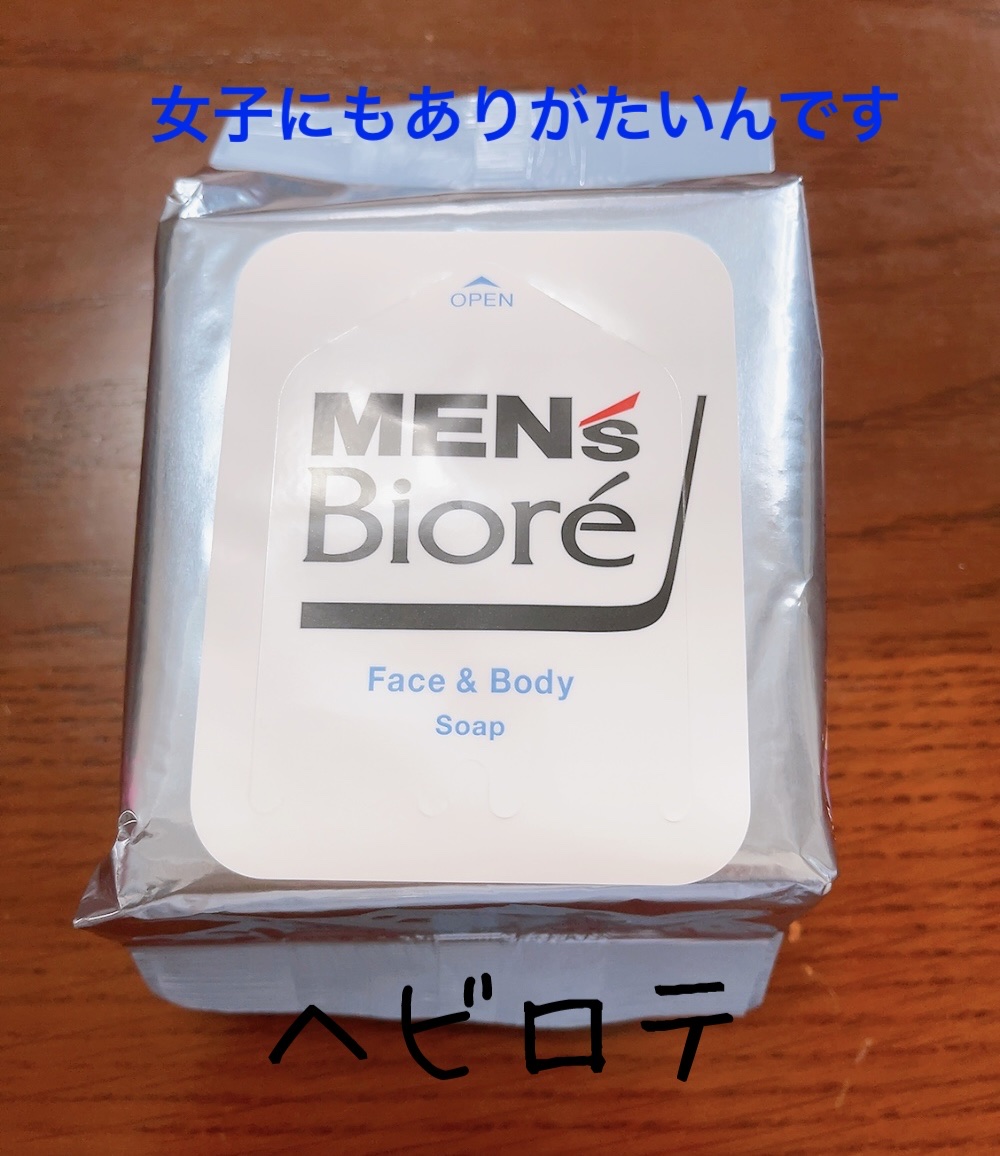 女子にもありがたいんです
OPEN
MEN's
Bioré
Face & Body
Soap
ヘビロテ